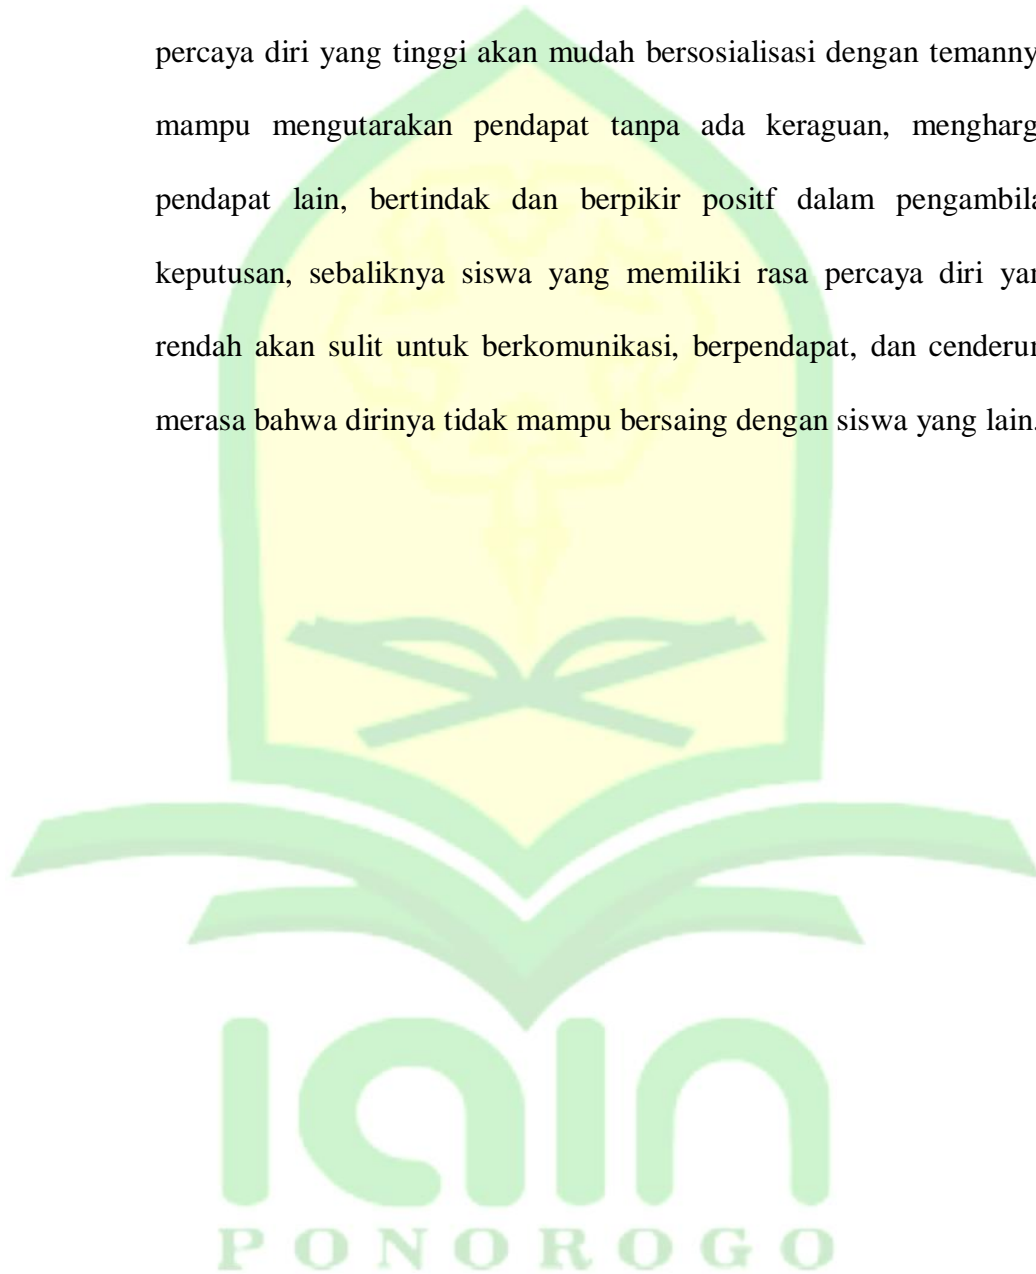 percaya diri yang tinggi akan mudah bersosialisasi dengan temanny
mampu mengutarakan pendapat tanpa ada keraguan, mengharg
pendapat lain, bertindak dan berpikir positf dalam pengambila
keputusan, sebaliknya siswa yang memiliki rasa percaya diri yan
rendah akan sulit untuk berkomunikasi, berpendapat, dan cenderun
merasa bahwa dirinya tidak mampu bersaing dengan siswa yang lain.
iain
PONOROGO